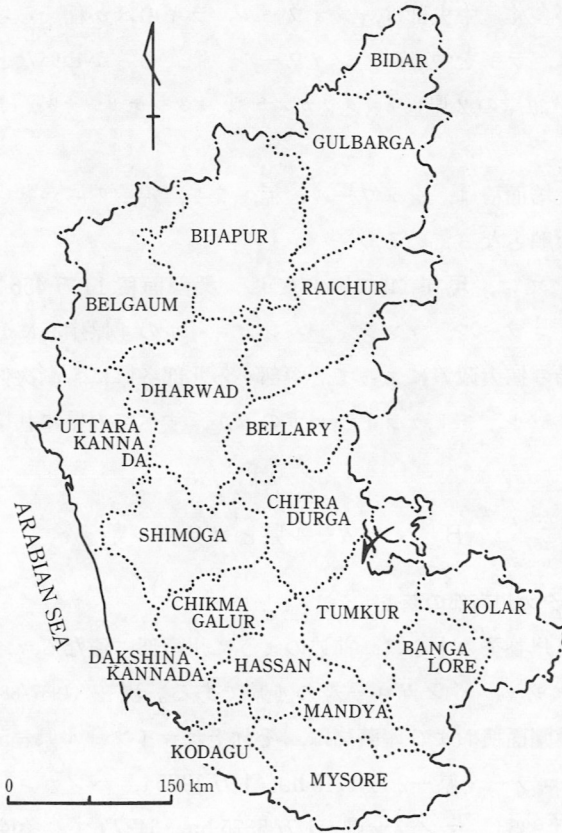 BIDAR
GULBARGA
BIJAPUR
RAICHUR
BELGAUM
DHARWAD
UTTARA
KANNA
DA
BELLARY
CHITRA
DURGA
SHIMOGA
ARABIAN SEA
CHIKMA
GALUR
TUMKUR
KOLAR
BANGA
LORE
DAKSHINA
KANNADA
HASSAN
MANDYA
KODAGU
MYSORE
0 150 km